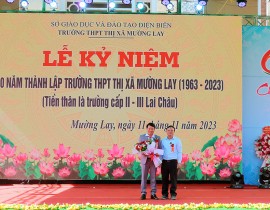 SỞ GIÁO DỤC VÀ ĐÀO TẠO ĐIỆN BIÊN
TRƯỜNG THPT THỊ XÃ MƯỜNG LAY
LỄ KỶ NIỆM
0 NĂM THÀNH LẬP TRƯỜNG THPT THỊ XÃ MƯỜNG LAY (1963 - 2023)
(Tiền thân là trường cấp II - III Lai Châu)
Mường Lay, ngày 11 tháng 11 năm 2023